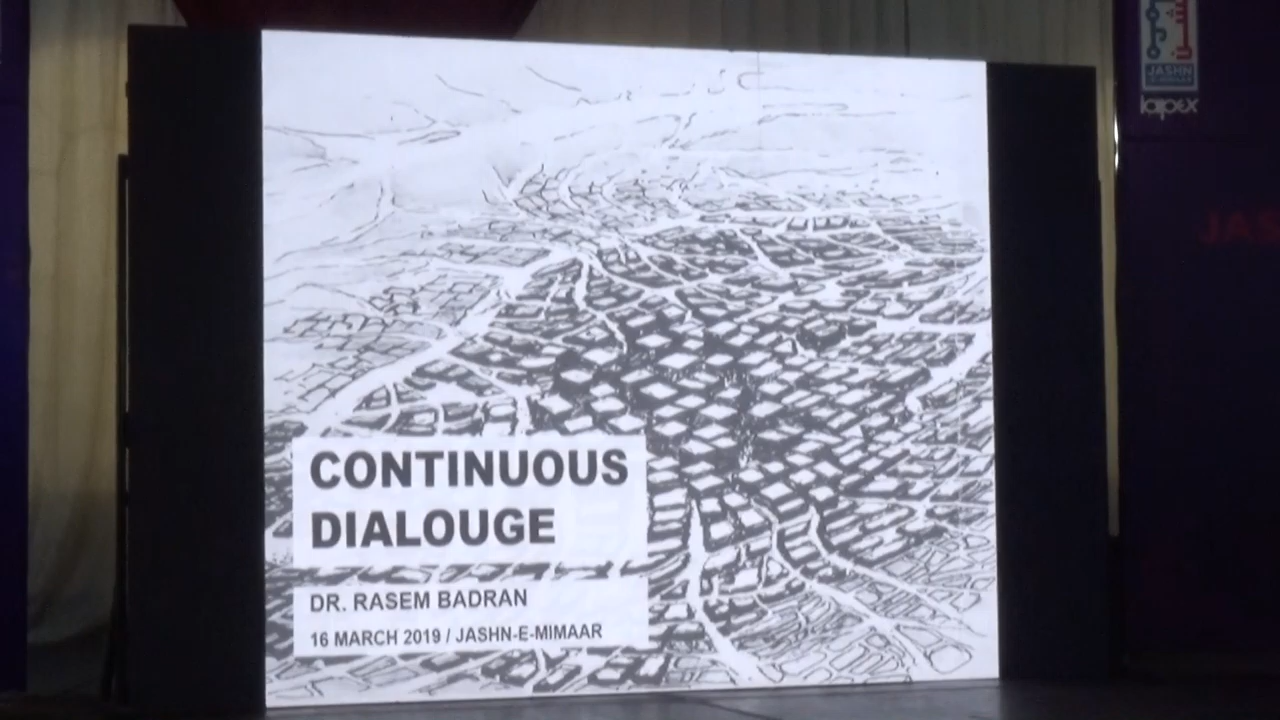 CONTINUOUS
DIALOUGE
DR. RASEM BADRAN
16 MARCH 2019 / JASHN-E-MIMAAR
JASHN
iapex